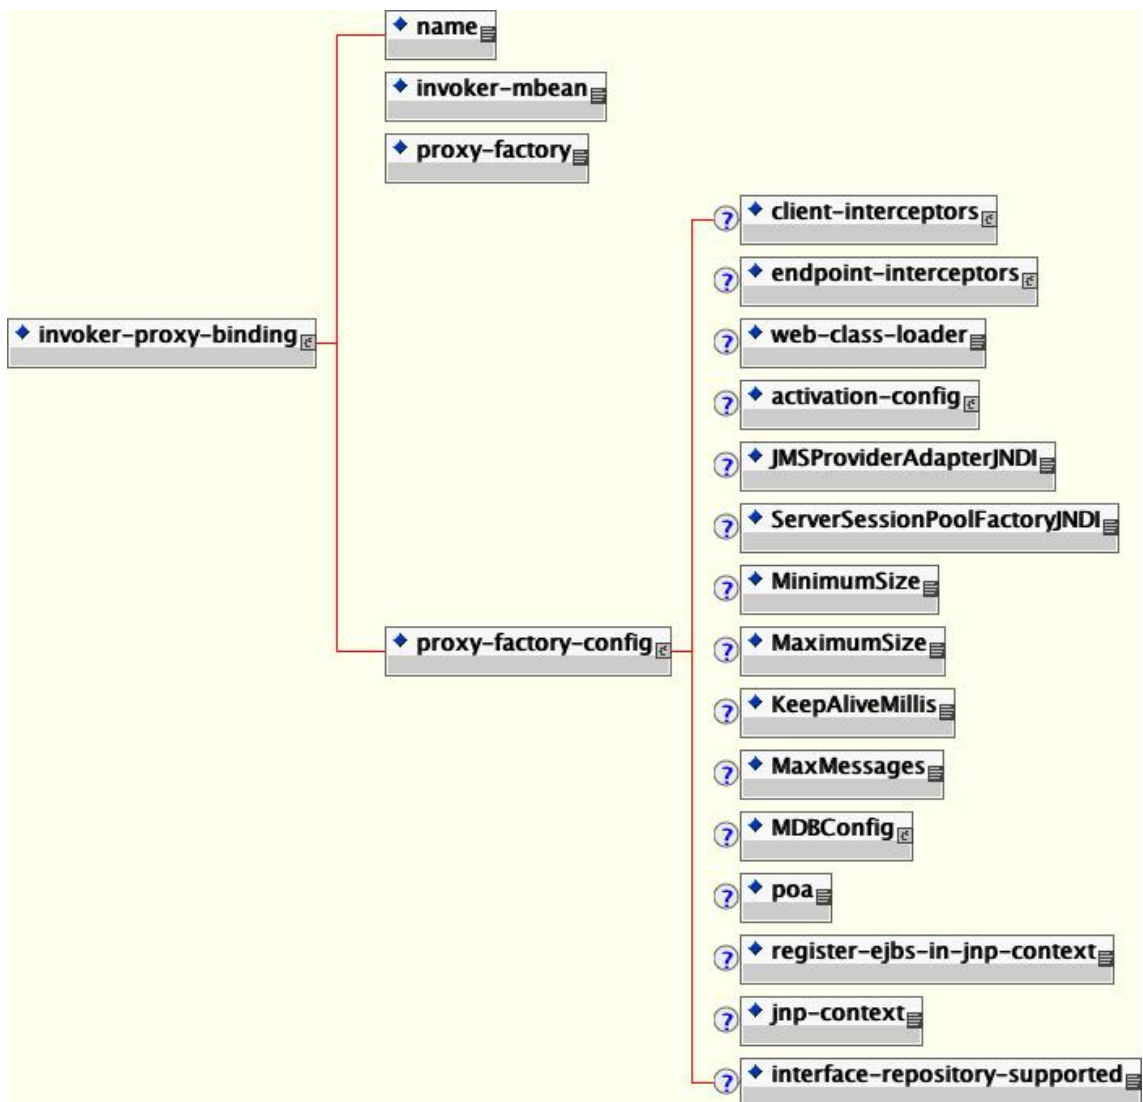 name
invoker-mbean
proxy-factory
client-interceptors
endpoint-interceptors
invoker-proxy-binding
web-class-loader
activation-config
JMSProviderAdapterJNDI
ServerSessionPoolFactoryJNDI
MinimumSize
proxy-factory-config
MaximumSize
KeepAliveMillis
MaxMessages
MDBConfig
poa
register-ejbs-in-jnp-context
jnp-context
interface-repository-supported